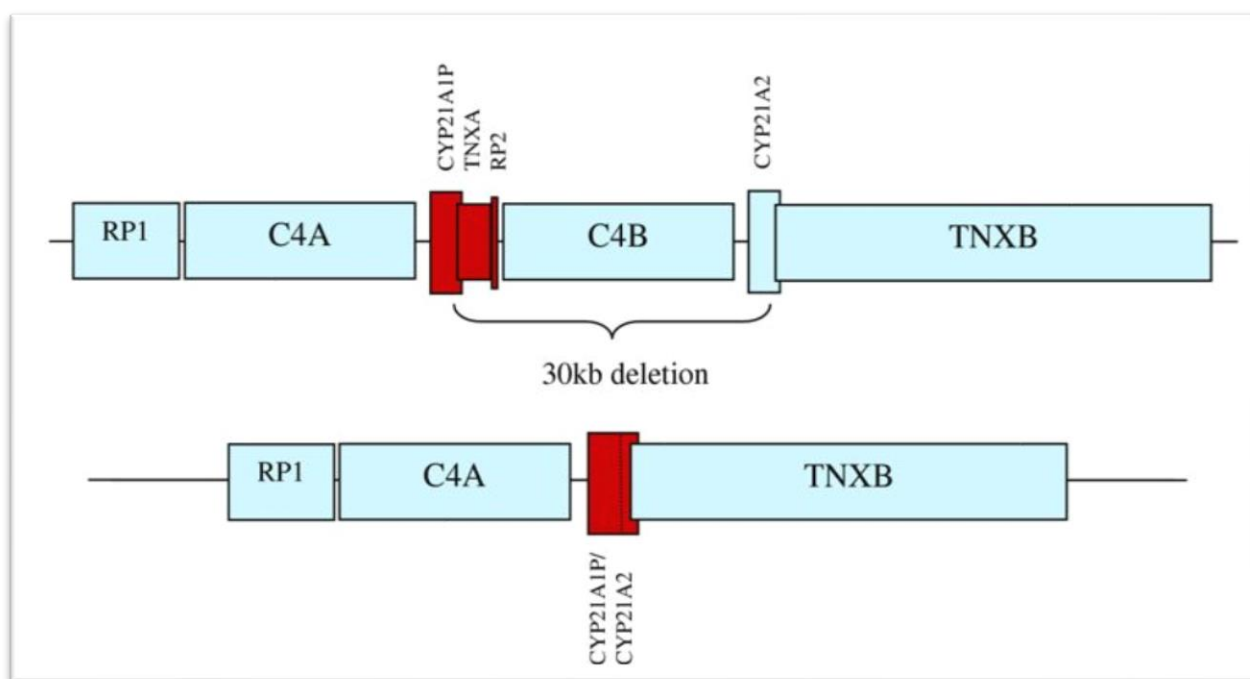 CYP21A1P
TNXA
RP2
CYP21A2
RP1
C4A
C4B
TNXB
30kb deletion
RP1
C4A
TNXB
CYP21A1P/
CYP21A2